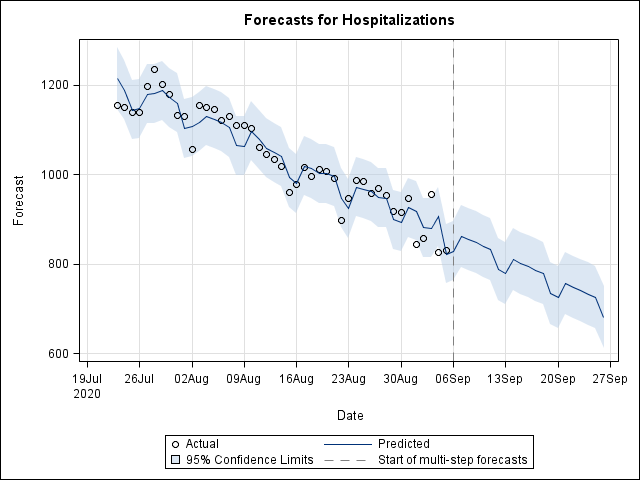 Forecasts for Hospitalizations
Forecast
1200
1000
800
600
19Jul 26Jul 02Aug 09Aug 16Aug 23Aug 30Aug 06Sep 13Sep 20Sep 27Sep
2020
Date
Actual Predicted
95% Confidence Limits Start of multi-step forecasts